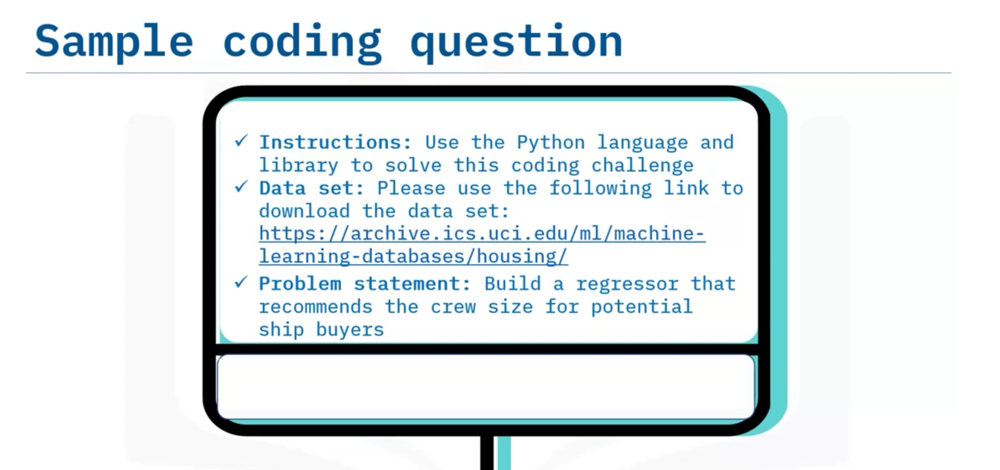 Sample coding question
✓ Instructions: Use the Python language and
library to solve this coding challenge
✓ Data set: Please use the following link to
download the data set:
https://archive.ics.uci.edu/ml/machine-
learning-databases/housing/
✓ Problem statement: Build a regressor that
recommends the crew size for potential
ship buyers